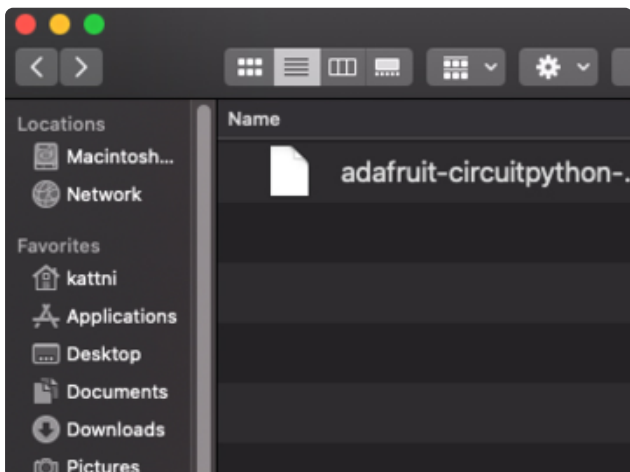 Locations
Macintosh...
Network
Favorites
kattni
Applications
Desktop
Documents
Downloads
Pictures
Name
adafruit-circuitpython-..